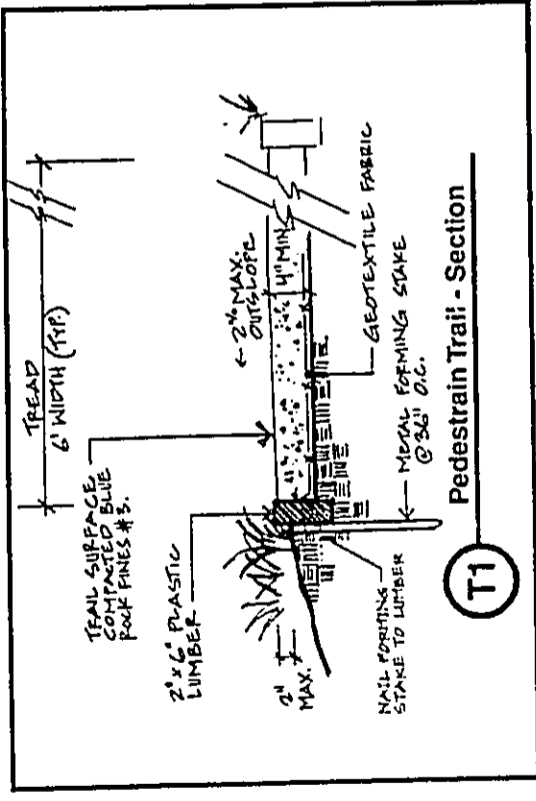 TREAD
6' WIDTH (TYP.)
TRAIL SURFACE
COMPACTED BLUE
ROCK FINES #3.
2"x6" PLASTIC
LUMBER
2"
MAX.
← 2% MAX.
OUTSLOPE
4" MIN.
GEOTEXTILE FABRIC
METAL FORMING STAKE
@ 36" O.C.
NAIL FORMING
STAKE TO LUMBER
T1
Pedestrain Trail - Section